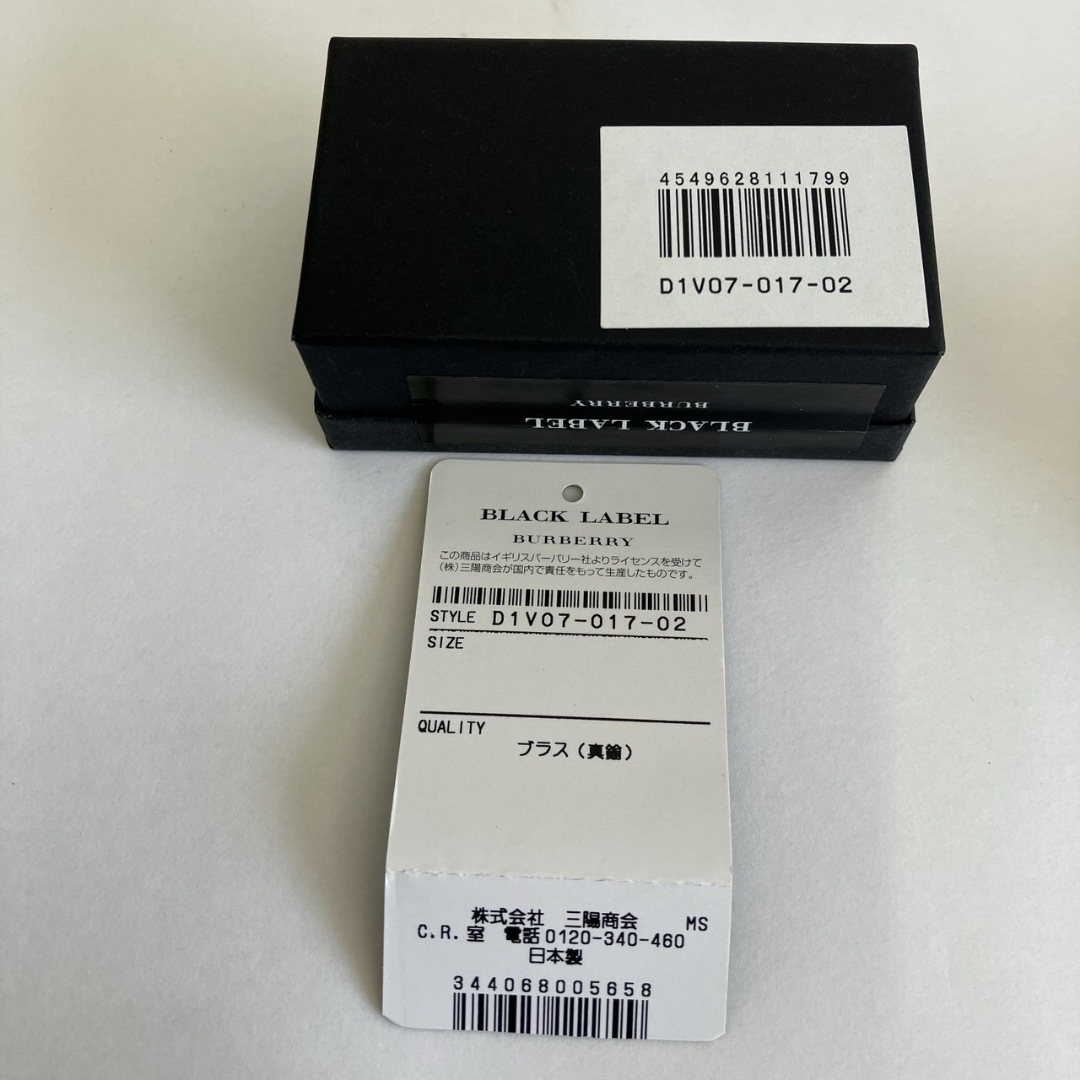 4549628111799
D1V07-017-02
BURBERRY
BLACK LABEL
BLACK LABEL
BURBERRY
この商品はイギリスバーバリー社よりライセンスを受けて
(株)三陽商会が国内で責任をもって生産したものです。
STYLE D1V07-017-02
SIZE
QUALITY
ブラス(真鍮)
株式会社 三陽商会 MS
C.R.室 電話0120-340-460
日本製
344068005658